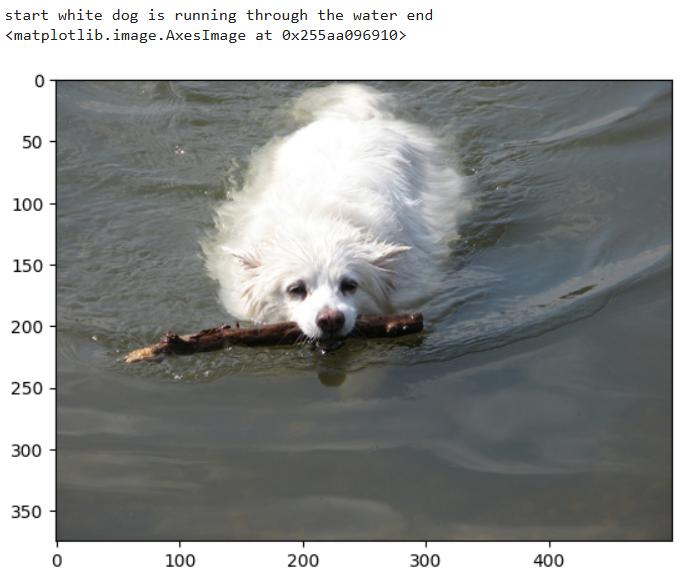 start white dog is running through the water end
<matplotlib.image.AxesImage at 0x255aa096910>
0
50
100
150
200
250
300
350
0 100 200 300 400